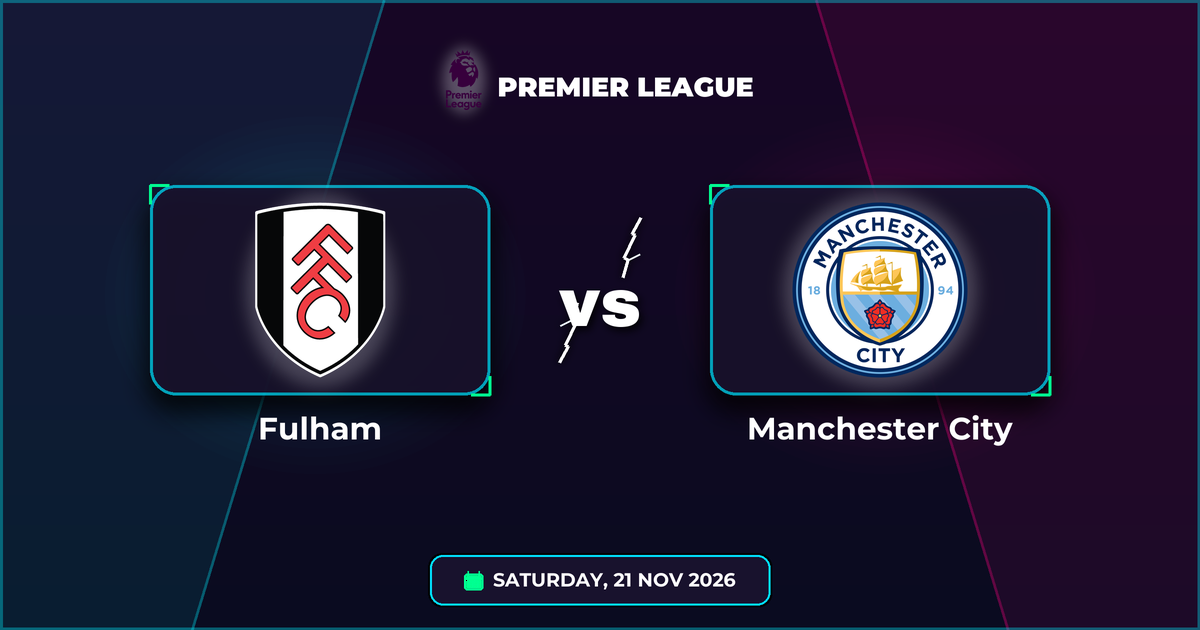 Premier
League
PREMIER LEAGUE
FFC
VS
MANCHESTER
18 94
CITY
Fulham
Manchester City
SATURDAY, 21 NOV 2026